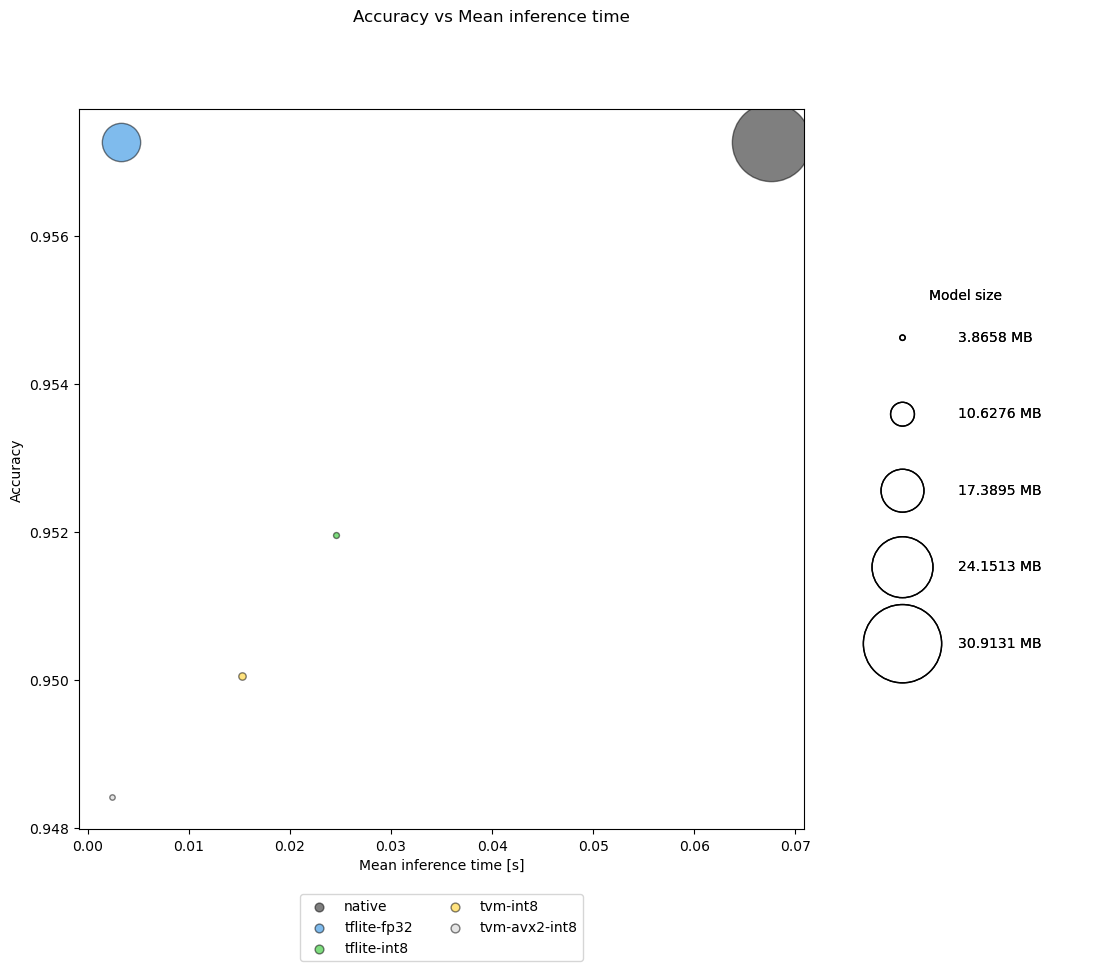 Accuracy vs Mean inference time
Accuracy
0.956
0.954
0.952
0.950
0.948
0.00 0.01 0.02 0.03 0.04 0.05 0.06 0.07
Mean inference time [s]
Model size
3.8658 MB
10.6276 MB
17.3895 MB
24.1513 MB
30.9131 MB
native
tflite-fp32
tflite-int8
tvm-int8
tvm-avx2-int8